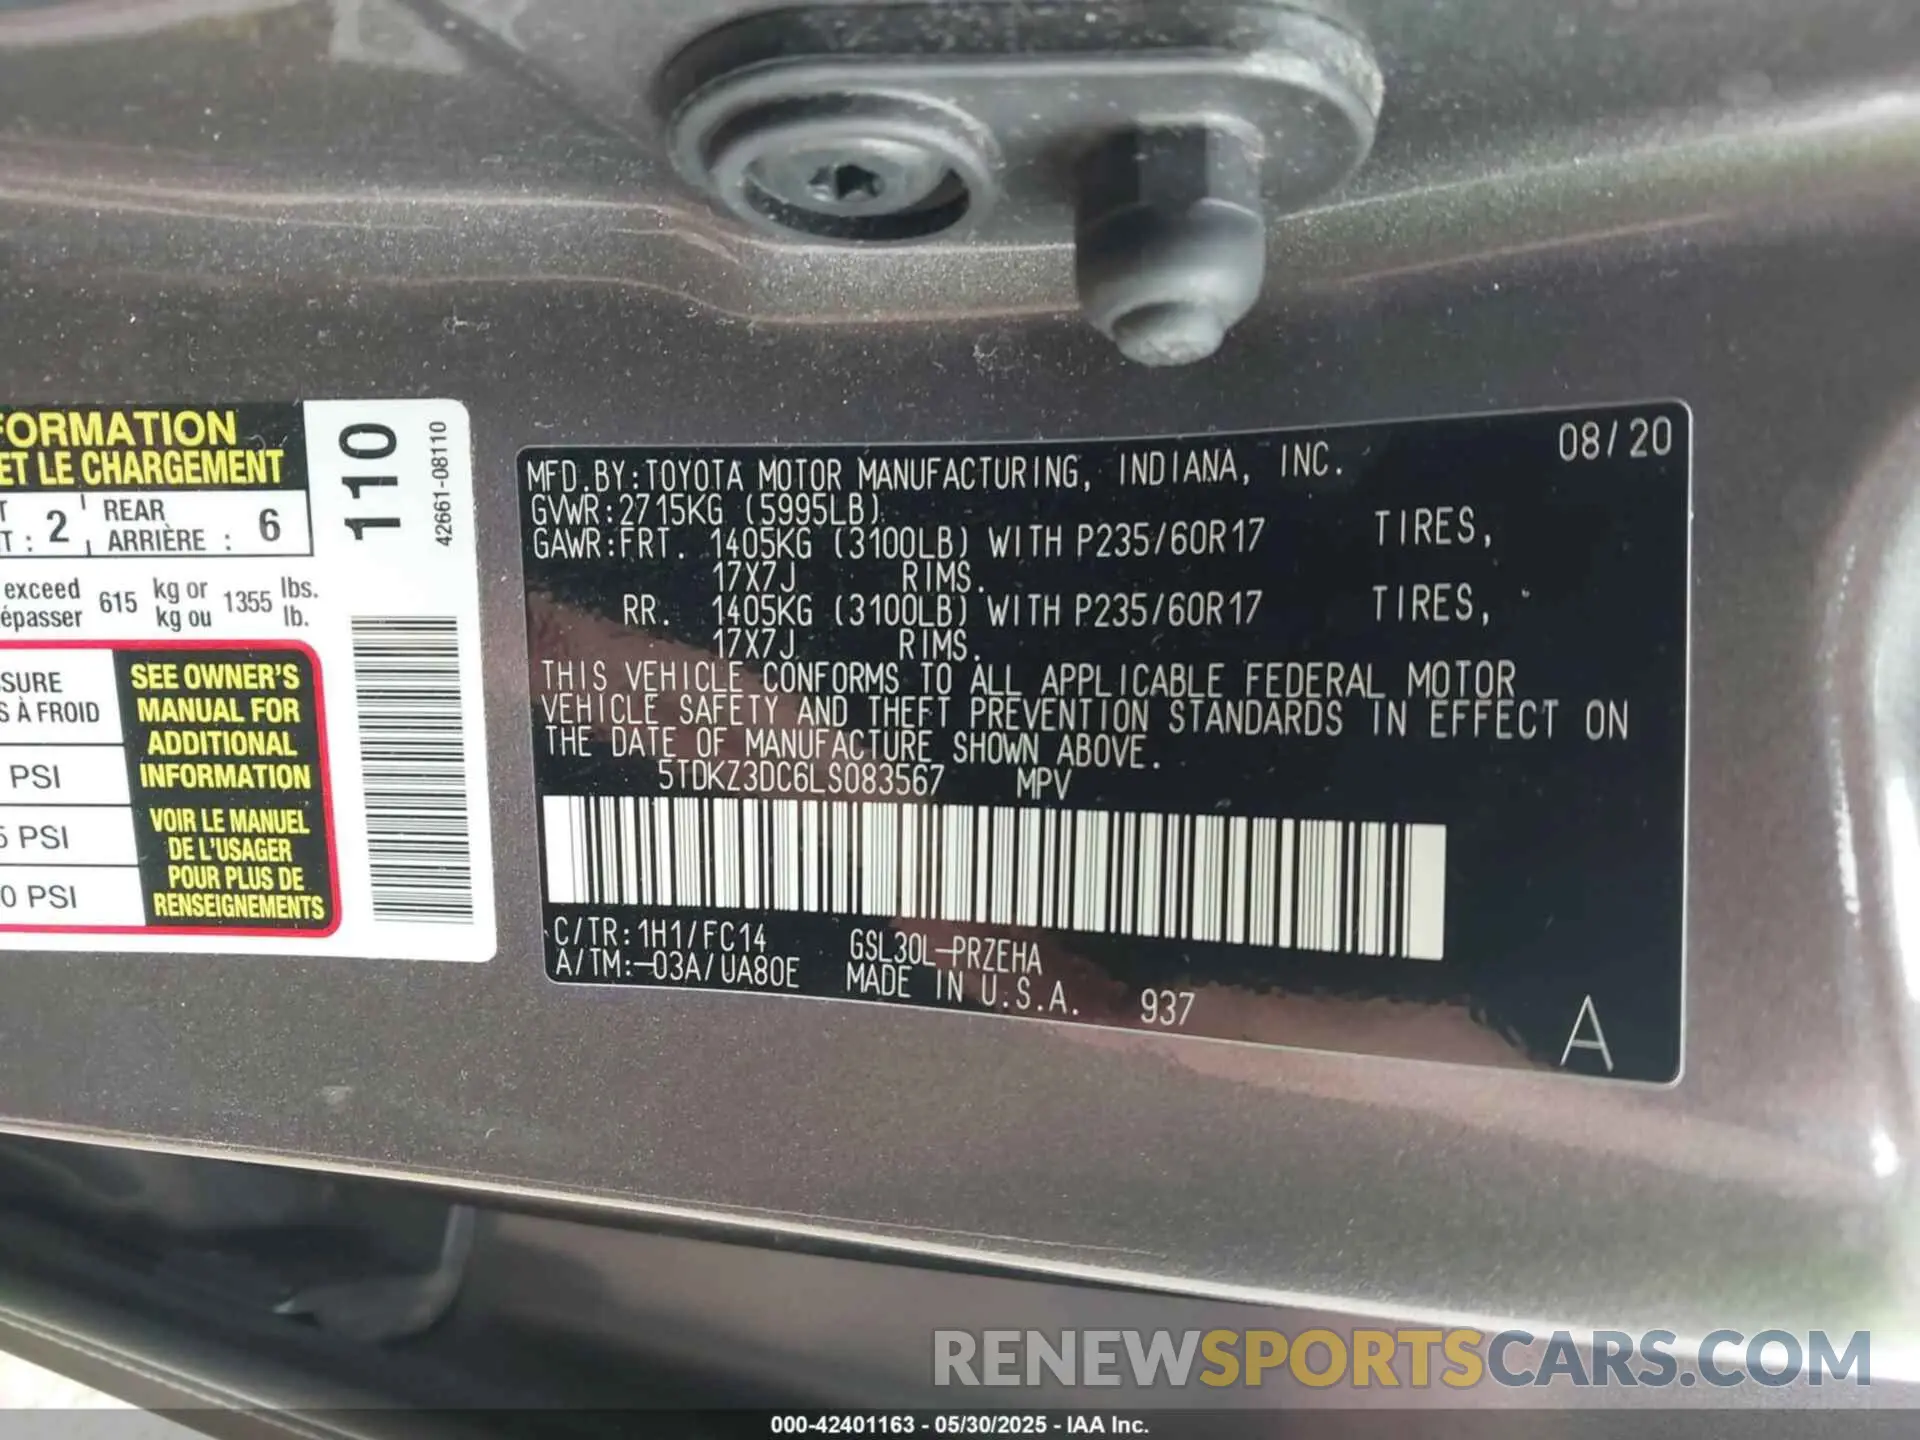 FORMATION
ET LE CHARGEMENT
T : 2 REAR ARRIÈRE : 6
exceed épasser 615 kg or kg ou 1355 lbs. lb.
SURE
S À FROID
PSI
5 PSI
0 PSI
SEE OWNER'S
MANUAL FOR
ADDITIONAL
INFORMATION
VOIR LE MANUEL
DE L'USAGER
POUR PLUS DE
RENSEIGNEMENTS
110
42661-08110
08/20
MFD.BY:TOYOTA MOTOR MANUFACTURING, INDIANA, INC.
GVWR:2715KG (5995LB)
GAWR:FRT. 1405KG (3100LB) WITH P235/60R17 TIRES,
17X7J RIMS.
RR. 1405KG (3100LB) WITH P235/60R17 TIRES,
17X7J RIMS.
THIS VEHICLE CONFORMS TO ALL APPLICABLE FEDERAL MOTOR
VEHICLE SAFETY AND THEFT PREVENTION STANDARDS IN EFFECT ON
THE DATE OF MANUFACTURE SHOWN ABOVE.
5TDKZ3DC6LS083567 MPV
C/TR:1H1/FC14 GSL30L-PRZEHA
A/TM:-03A/UA80E MADE IN U.S.A. 937
A
RENEWSPORTSCARS.COM
000-42401163 - 05/30/2025 - IAA Inc.